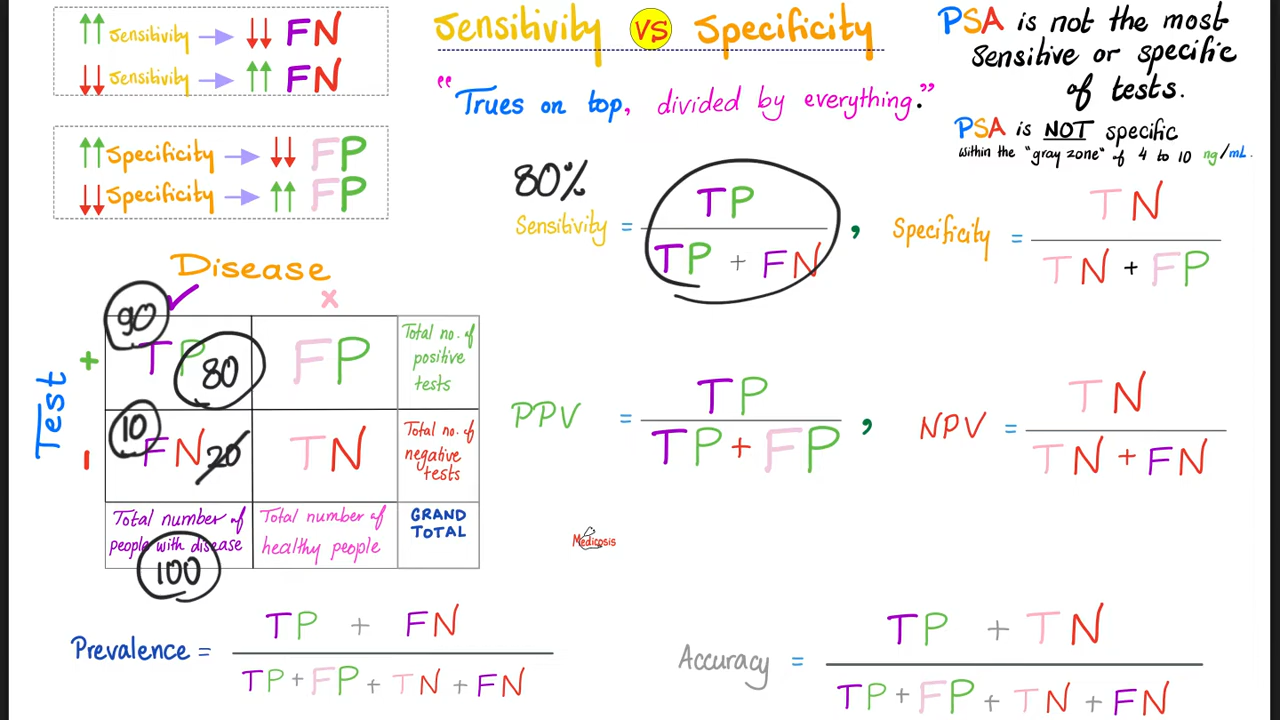 ↑↑ Sensitivity → ↓↓ FN
↓↓ Sensitivity → ↑↑ FN
↑↑ Specificity → ↓↓ FP
↓↓ Specificity → ↑↑ FP
Sensitivity VS Specificity
"Trues on top, divided by everything."
PSA is not the most
sensitive or specific
of tests.
PSA is NOT specific
within the "gray zone" of 4 to 10 ng/mL.
80%
Sensitivity = TP
TP + FN
,
Specificity = TN
TN + FP
Disease
✓ x
Test
+
90
TP 80
FP
Total no. of
positive
tests
-
10
FN 20
TN
Total no. of
negative
tests
Total number of
people with disease
100
Total number of
healthy people
GRAND
TOTAL
PPV = TP
TP + FP
,
NPV = TN
TN + FN
Medicosis
Prevalence = TP + FN
TP + FP + TN + FN
Accuracy = TP + TN
TP + FP + TN + FN